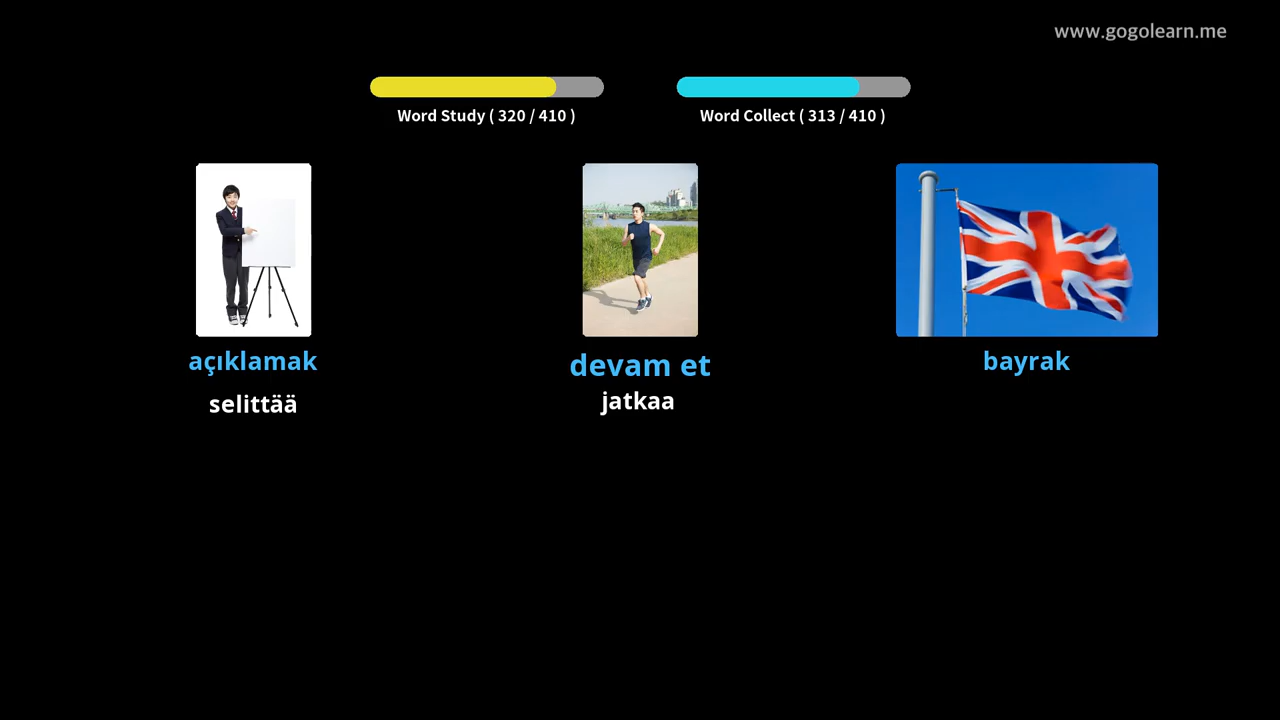 www.gogolearn.me
Word Study ( 320 / 410 )
Word Collect ( 313 / 410 )
açıklamak
selittää
devam et
jatkaa
bayrak